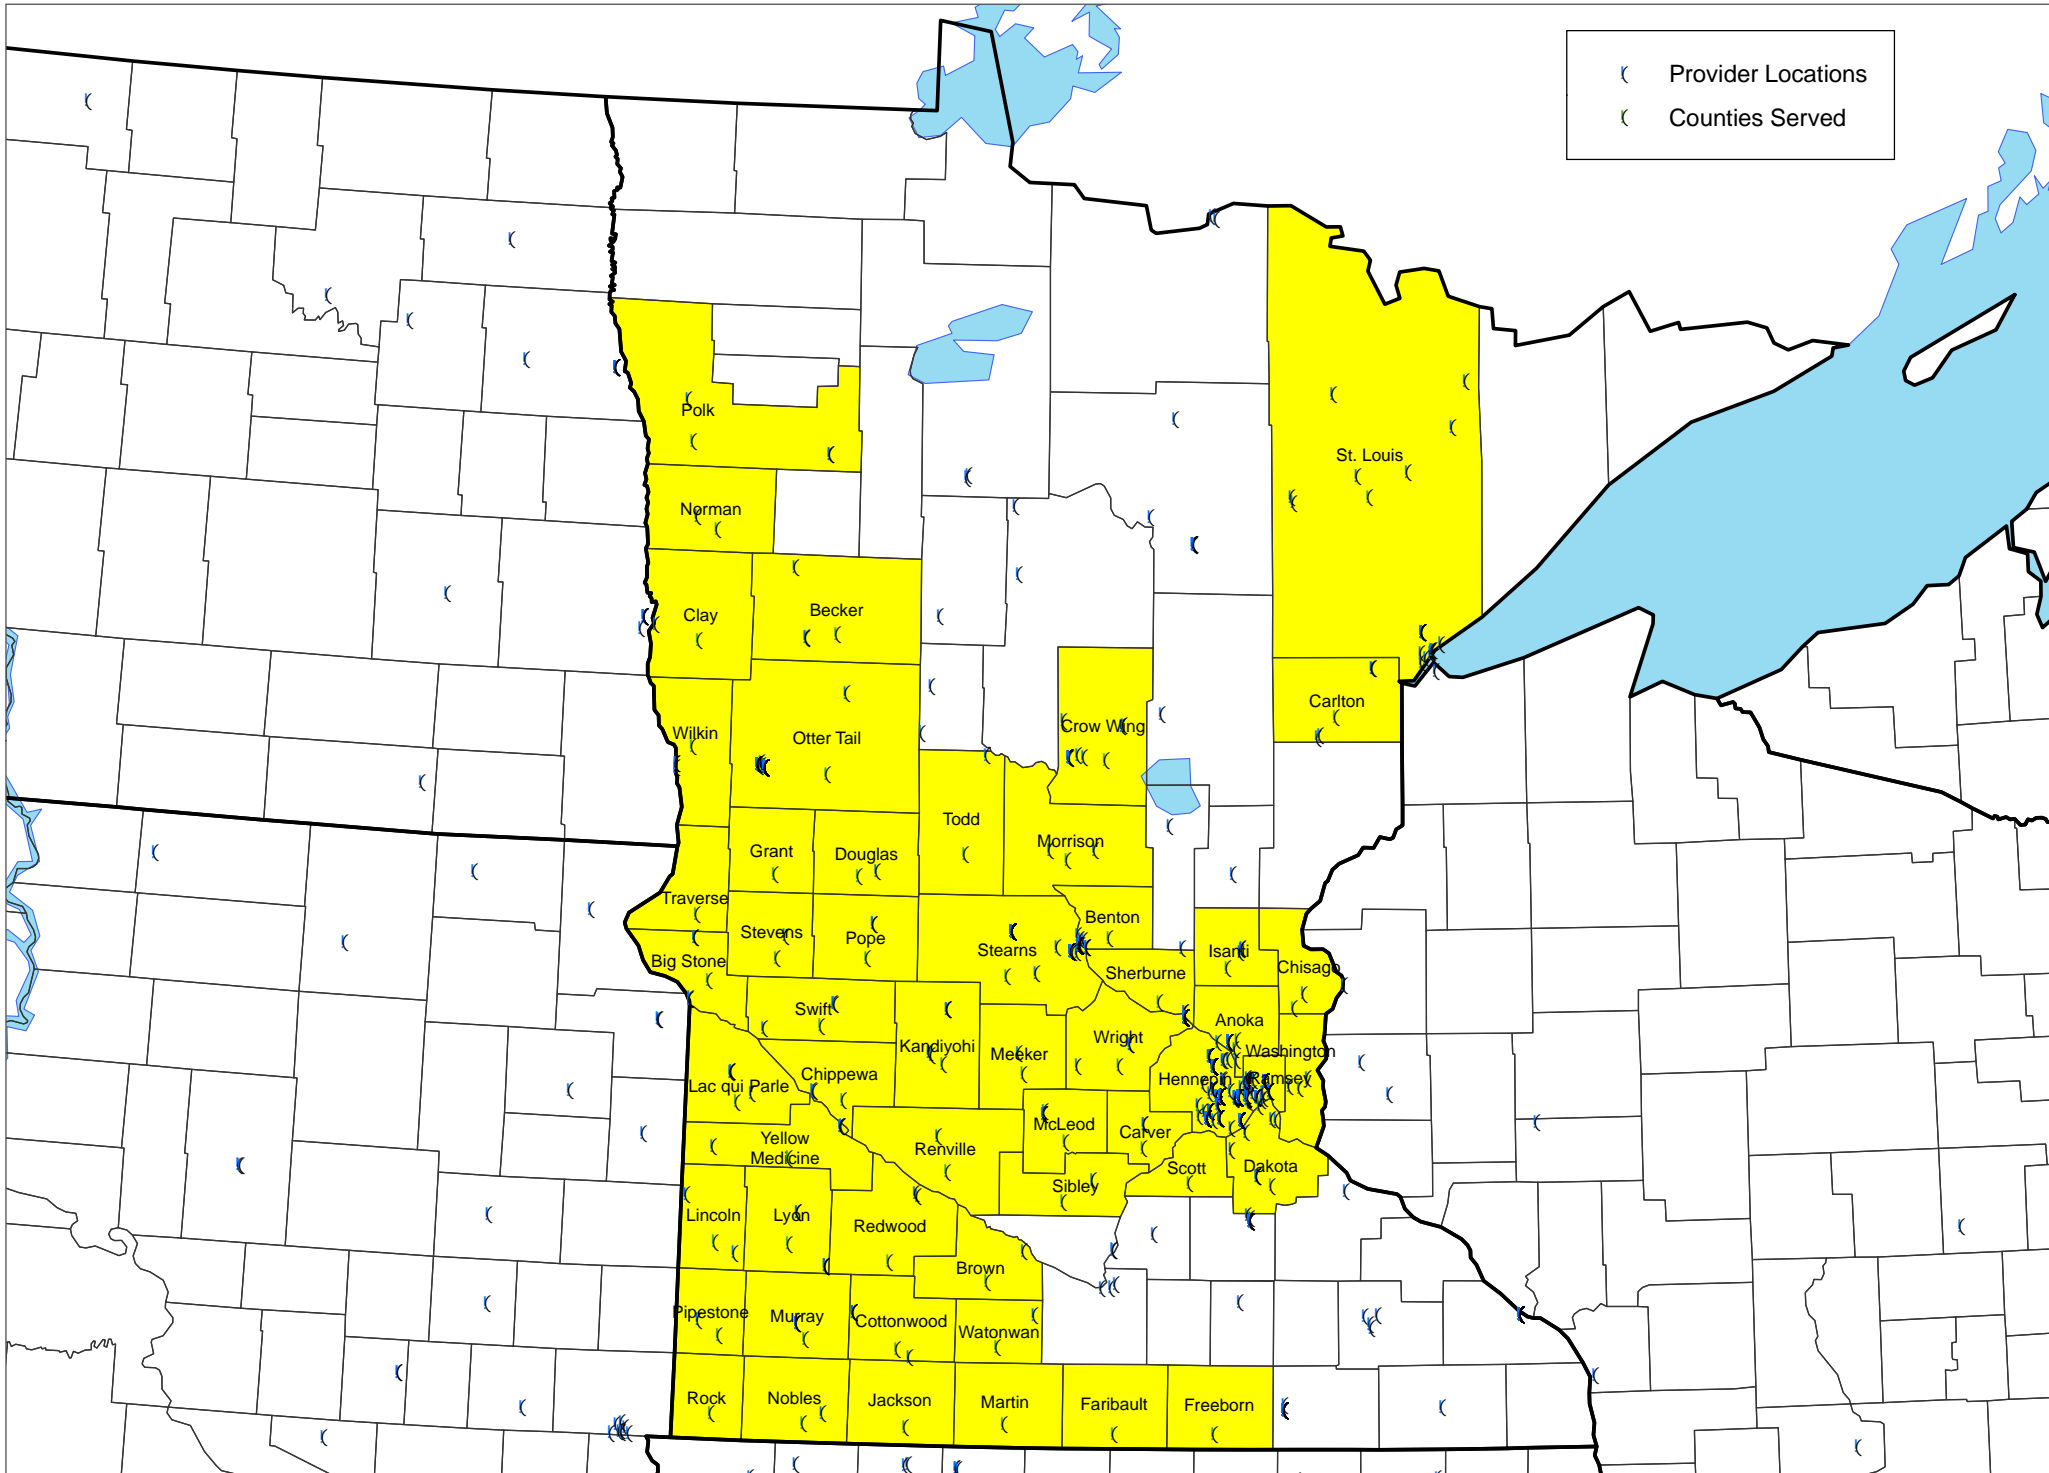 Provider Locations
Counties Served
Polk
St. Louis
Norman
Clay
Becker
Carlton
Wilkin
Otter Tail
Crow Wing
Todd
Morrison
Grant
Douglas
Traverse
Benton
Stevens
Pope
Stearns
Isanti
Big Stone
Sherburne
Chisago
Swift
Anoka
Wright
Kandiyohi
Meeker
Washington
Chippewa
Hennepin
Ramsey
Lac qui Parle
McLeod
Carver
Yellow
Medicine
Renville
Scott
Dakota
Sibley
Lincoln
Lyon
Redwood
Brown
Pipestone
Murray
Cottonwood
Watonwan
Rock
Nobles
Jackson
Martin
Faribault
Freeborn